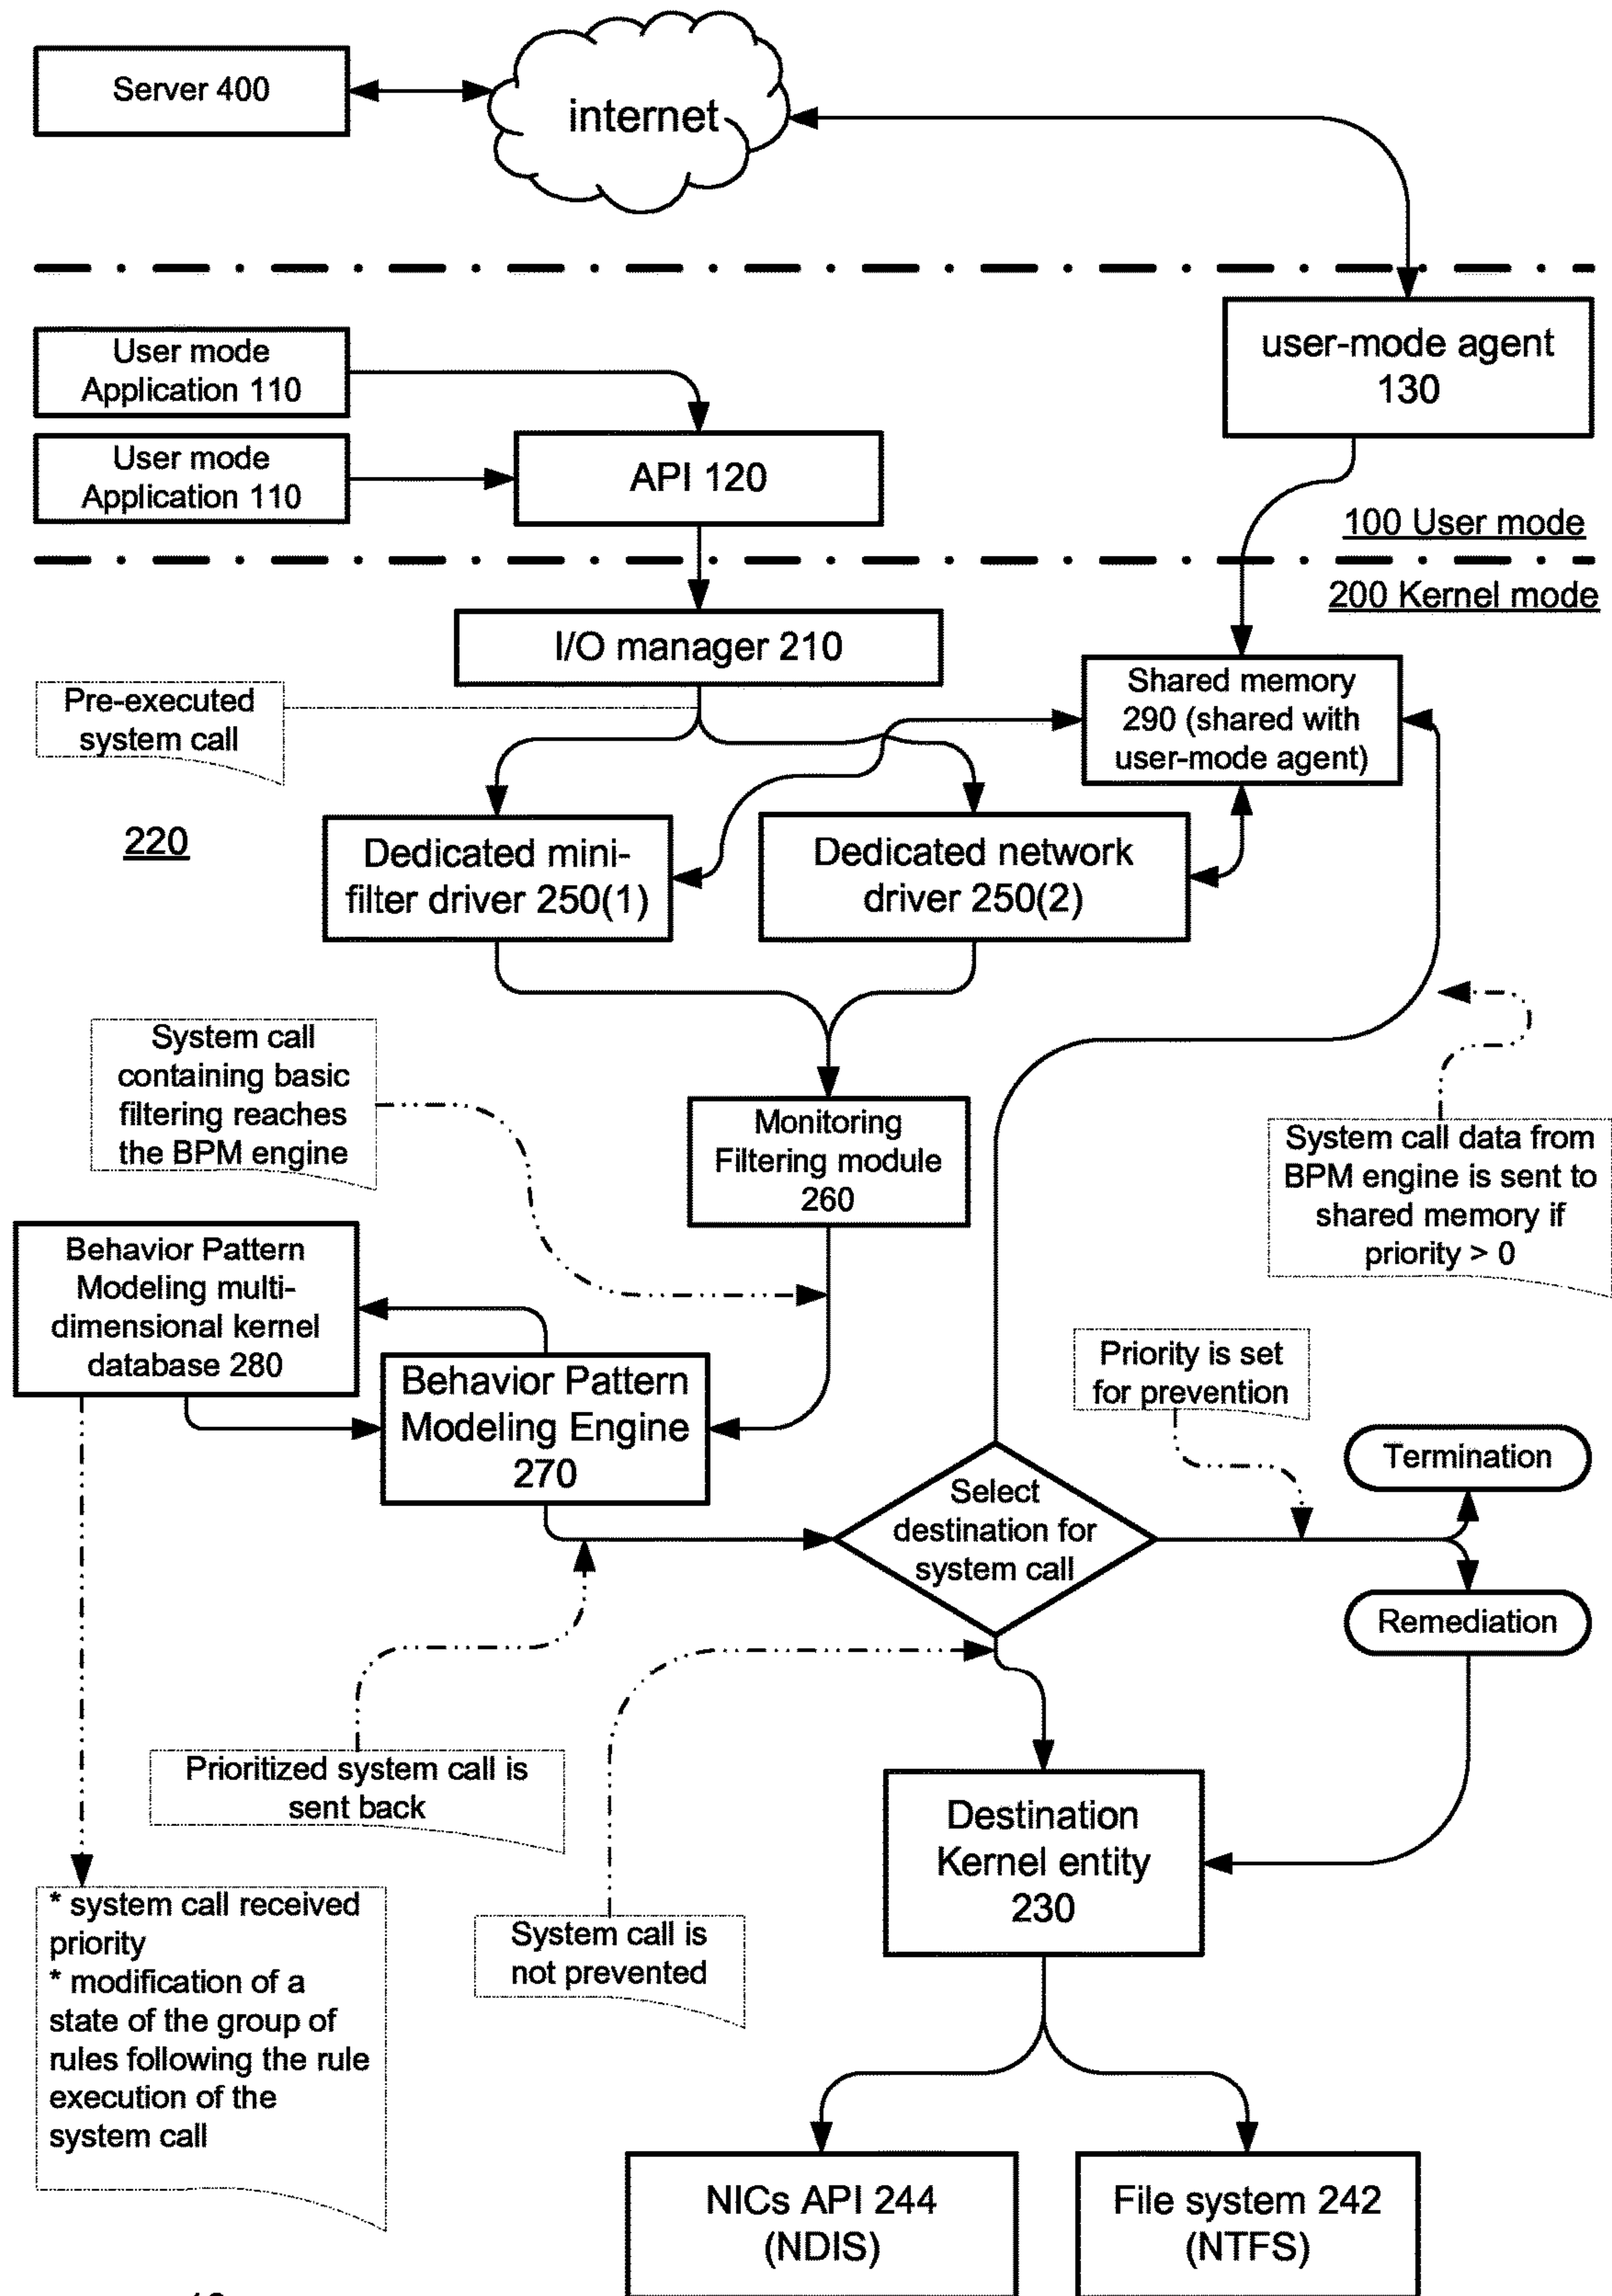 Server 400
internet
User mode
Application 110
user-mode agent
130
User mode
Application 110
API 120
100 User mode
200 Kernel mode
I/O manager 210
Pre-executed
system call
Shared memory
290 (shared with
user-mode agent)
220
Dedicated mini-
filter driver 250(1)
Dedicated network
driver 250(2)
System call
containing basic
filtering reaches
the BPM engine
Monitoring
Filtering module
260
System call data from
BPM engine is sent to
shared memory if
priority > 0
Behavior Pattern
Modeling multi-
dimensional kernel
database 280
Behavior Pattern
Modeling Engine
270
Priority is set
for prevention
Termination
Select
destination for
system call
Remediation
Prioritized system call is
sent back
Destination
Kernel entity
230
* system call received
priority
* modification of a
state of the group of
rules following the rule
execution of the
system call
System call is
not prevented
NICs API 244
(NDIS)
File system 242
(NTFS)